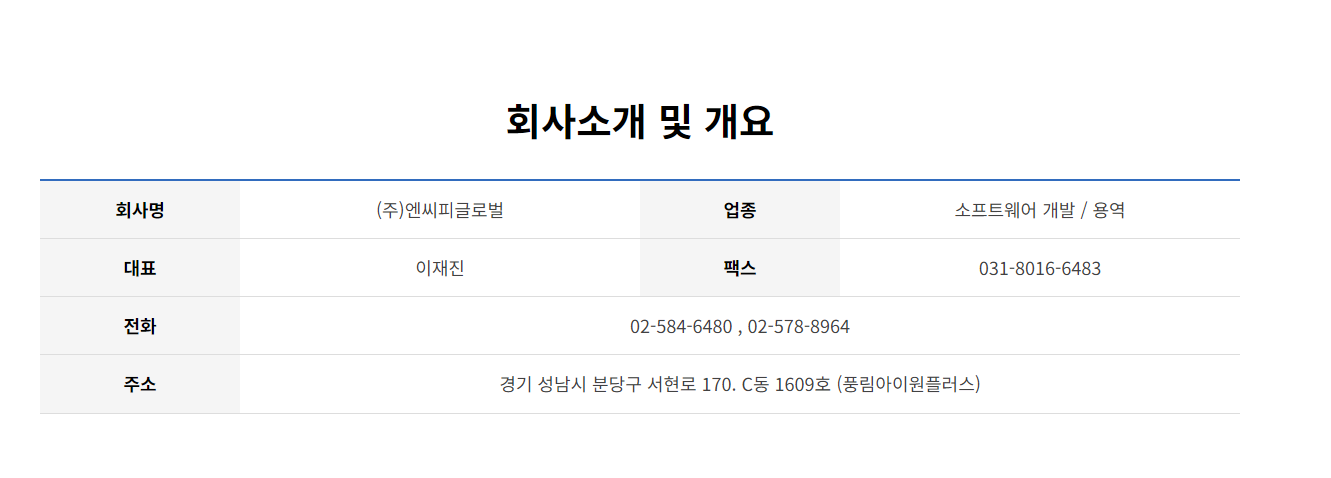 회사소개 및 개요
회사명 (주)엔씨피글로벌 업종 소프트웨어 개발 / 용역
대표 이재진 팩스 031-8016-6483
전화 02-584-6480 , 02-578-8964
주소 경기 성남시 분당구 서현로 170. C동 1609호 (풍림아이원플러스)